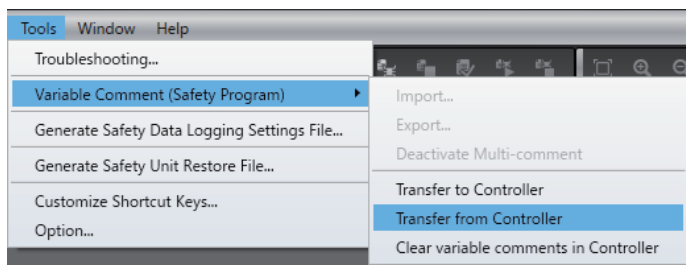 Tools Window Help
Troubleshooting...
Variable Comment (Safety Program)
Import...
Generate Safety Data Logging Settings File...
Export...
Deactivate Multi-comment
Generate Safety Unit Restore File...
Transfer to Controller
Customize Shortcut Keys...
Transfer from Controller
Option...
Clear variable comments in Controller